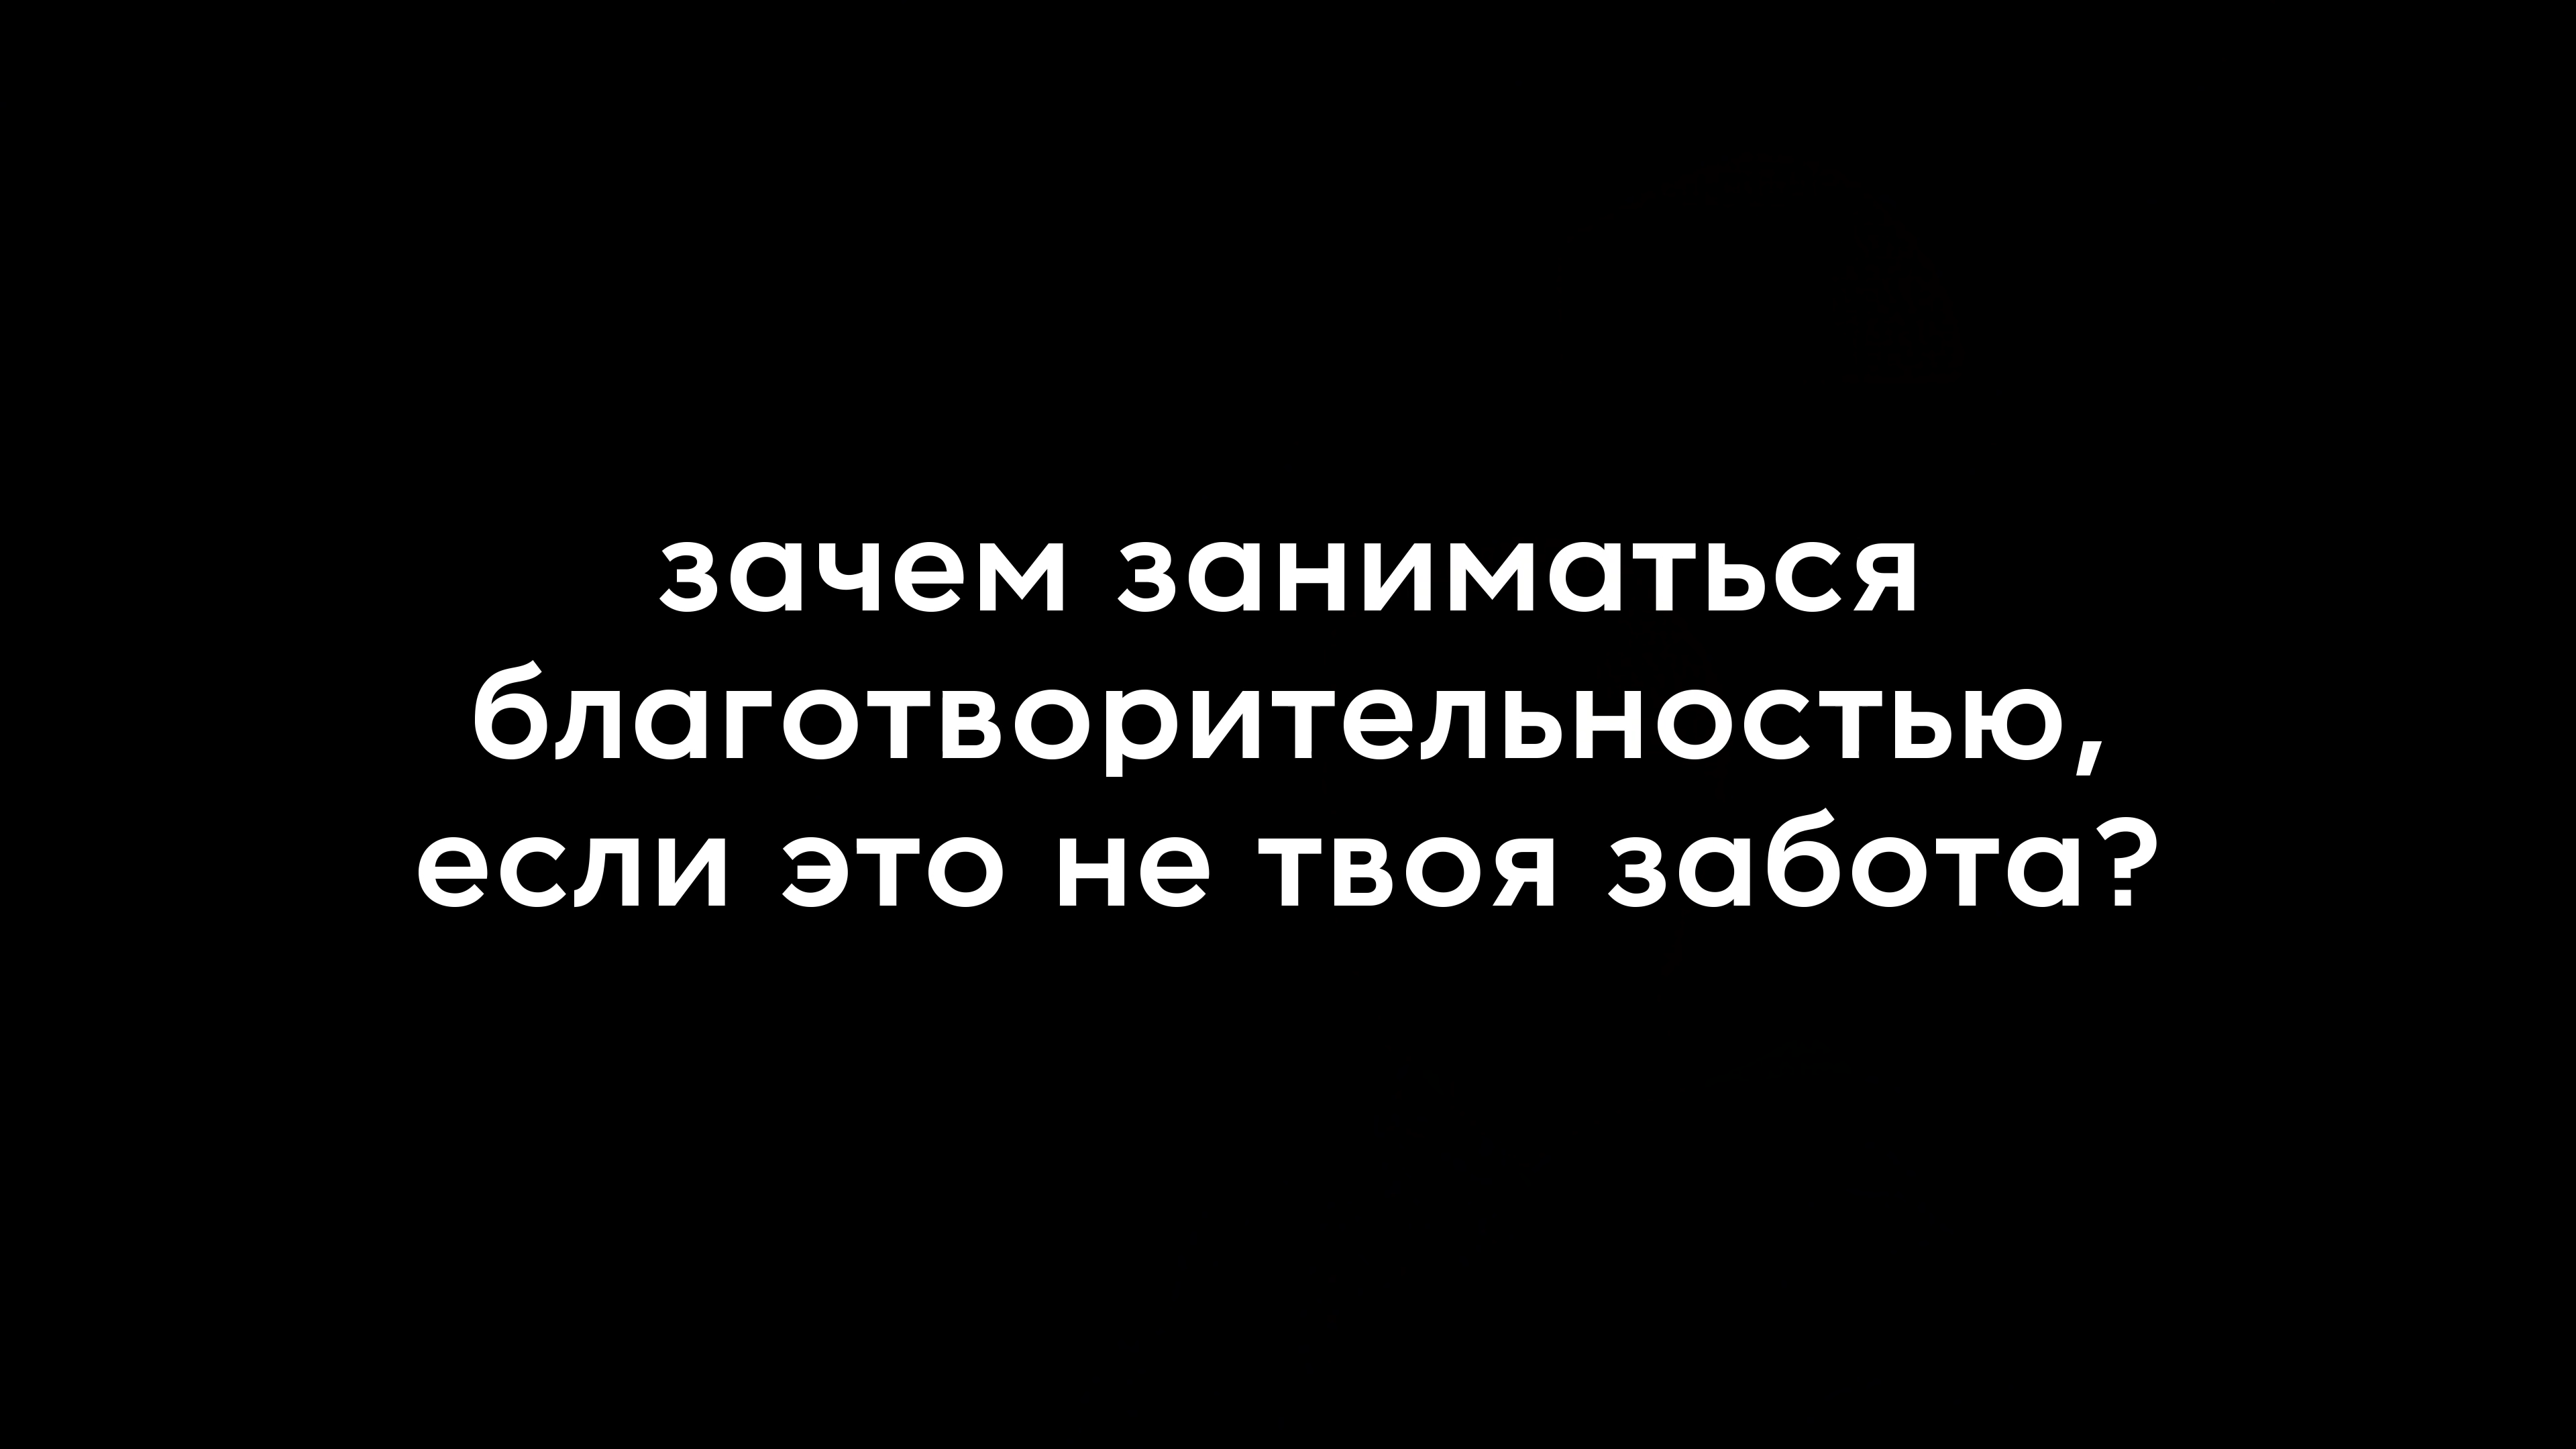 зачем заниматься
благотворительностью,
если это не твоя забота?